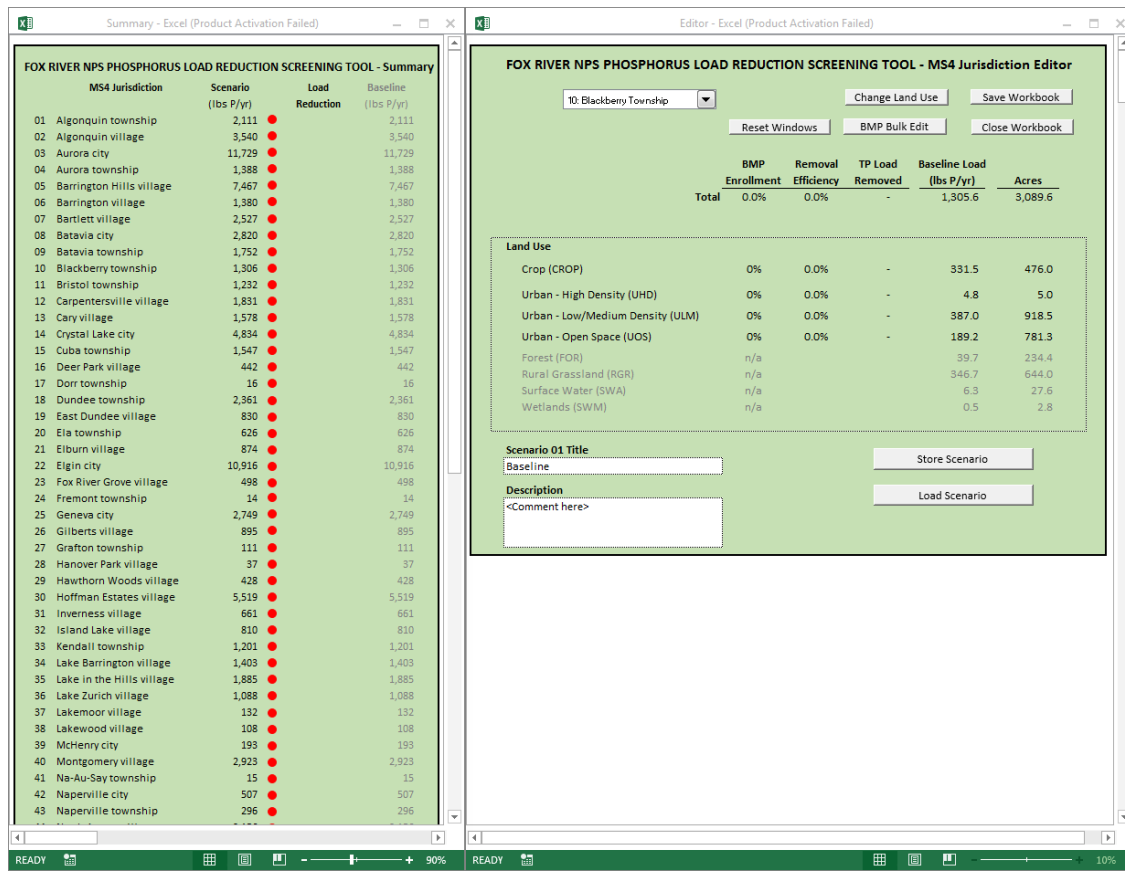 Summary - Excel (Product Activation Failed)
FOX RIVER NPS PHOSPHORUS LOAD REDUCTION SCREENING TOOL - Summary
MS4 Jurisdiction Scenario Load Baseline
(lbs P/yr) Reduction (lbs P/yr)
01 Algonquin township 2,111 2,111
02 Algonquin village 3,540 3,540
03 Aurora city 11,729 11,729
04 Aurora township 1,388 1,388
05 Barrington Hills village 7,467 7,467
06 Barrington village 1,380 1,380
07 Bartlett village 2,527 2,527
08 Batavia city 2,820 2,820
09 Batavia township 1,752 1,752
10 Blackberry township 1,306 1,306
11 Bristol township 1,232 1,232
12 Carpentersville village 1,831 1,831
13 Cary village 1,578 1,578
14 Crystal Lake city 4,834 4,834
15 Cuba township 1,547 1,547
16 Deer Park village 442 442
17 Dorr township 16 16
18 Dundee township 2,361 2,361
19 East Dundee village 830 830
20 Ela township 626 626
21 Elburn village 874 874
22 Elgin city 10,916 10,916
23 Fox River Grove village 498 498
24 Fremont township 14 14
25 Geneva city 2,749 2,749
26 Gilberts village 895 895
27 Grafton township 111 111
28 Hanover Park village 37 37
29 Hawthorn Woods village 428 428
30 Hoffman Estates village 5,519 5,519
31 Inverness village 661 661
32 Island Lake village 810 810
33 Kendall township 1,201 1,201
34 Lake Barrington village 1,403 1,403
35 Lake in the Hills village 1,885 1,885
36 Lake Zurich village 1,088 1,088
37 Lakemoor village 132 132
38 Lakewood village 108 108
39 McHenry city 193 193
40 Montgomery village 2,923 2,923
41 Na-Au-Say township 15 15
42 Naperville city 507 507
43 Naperville township 296 296
READY 90%
Editor - Excel (Product Activation Failed)
FOX RIVER NPS PHOSPHORUS LOAD REDUCTION SCREENING TOOL - MS4 Jurisdiction Editor
10: Blackberry Township Change Land Use Save Workbook
Reset Windows BMP Bulk Edit Close Workbook
BMP Removal TP Load Baseline Load
Enrollment Efficiency Removed (lbs P/yr) Acres
Total 0.0% 0.0% - 1,305.6 3,089.6
Land Use
Crop (CROP) 0% 0.0% - 331.5 476.0
Urban - High Density (UHD) 0% 0.0% - 4.8 5.0
Urban - Low/Medium Density (ULM) 0% 0.0% - 387.0 918.5
Urban - Open Space (UOS) 0% 0.0% - 189.2 781.3
Forest (FOR) n/a 39.7 234.4
Rural Grassland (RGR) n/a 346.7 644.0
Surface Water (SWA) n/a 6.3 27.6
Wetlands (SWM) n/a 0.5 2.8
Scenario 01 Title
Baseline
Store Scenario
Description
<Comment here>
Load Scenario
READY 10%